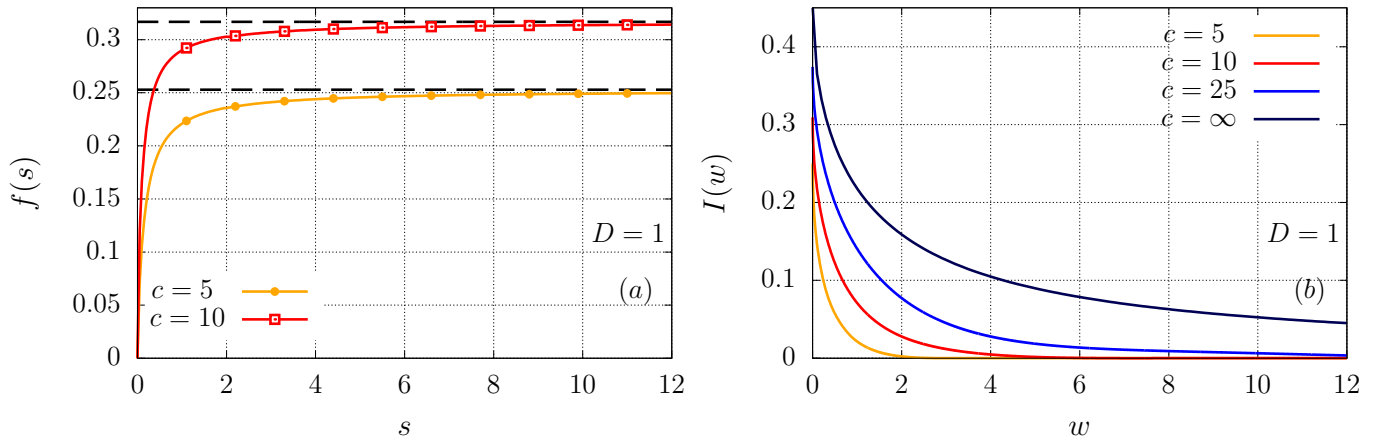 0.3
0.25
0.2
0.15
0.1
0.05
0
f(s)
D = 1
c = 5
c = 10
(a)
0 2 4 6 8 10 12
s
0.4
0.3
0.2
0.1
0
I(w)
c = 5
c = 10
c = 25
c = ∞
D = 1
(b)
0 2 4 6 8 10 12
w